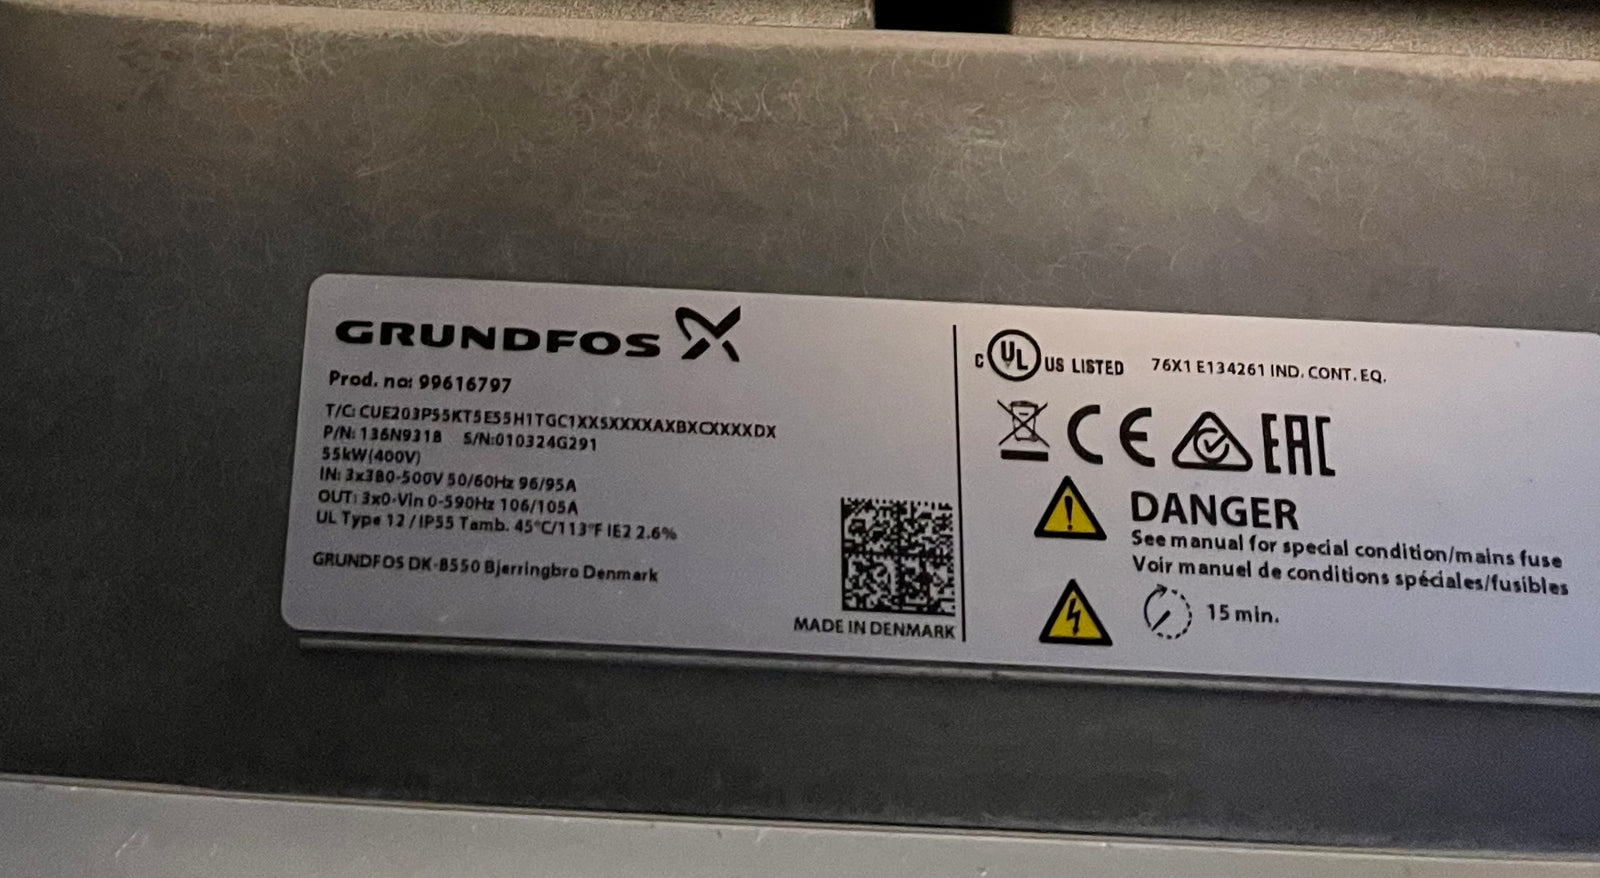 GRUNDFOS
Prod. no: 99616797
T/C: CUE203P55KT5E55H1TGC1XXSXXXXAXBXCXXXXDX
P/N: 136N9318 S/N:010324G291
55kW(400V)
IN: 3x380-500V 50/60Hz 96/95A
OUT: 3x0-Vin 0-590Hz 106/105A
UL Type 12 / IP55 Tamb. 45°C/113°F IE2 2.6%
GRUNDFOS DK-8550 Bjerringbro Denmark
MADE IN DENMARK
C UL US LISTED 76X1 E134261 IND. CONT. EQ.
CE EAC
DANGER
See manual for special condition/mains fuse
Voir manuel de conditions spéciales/fusibles
15 min.